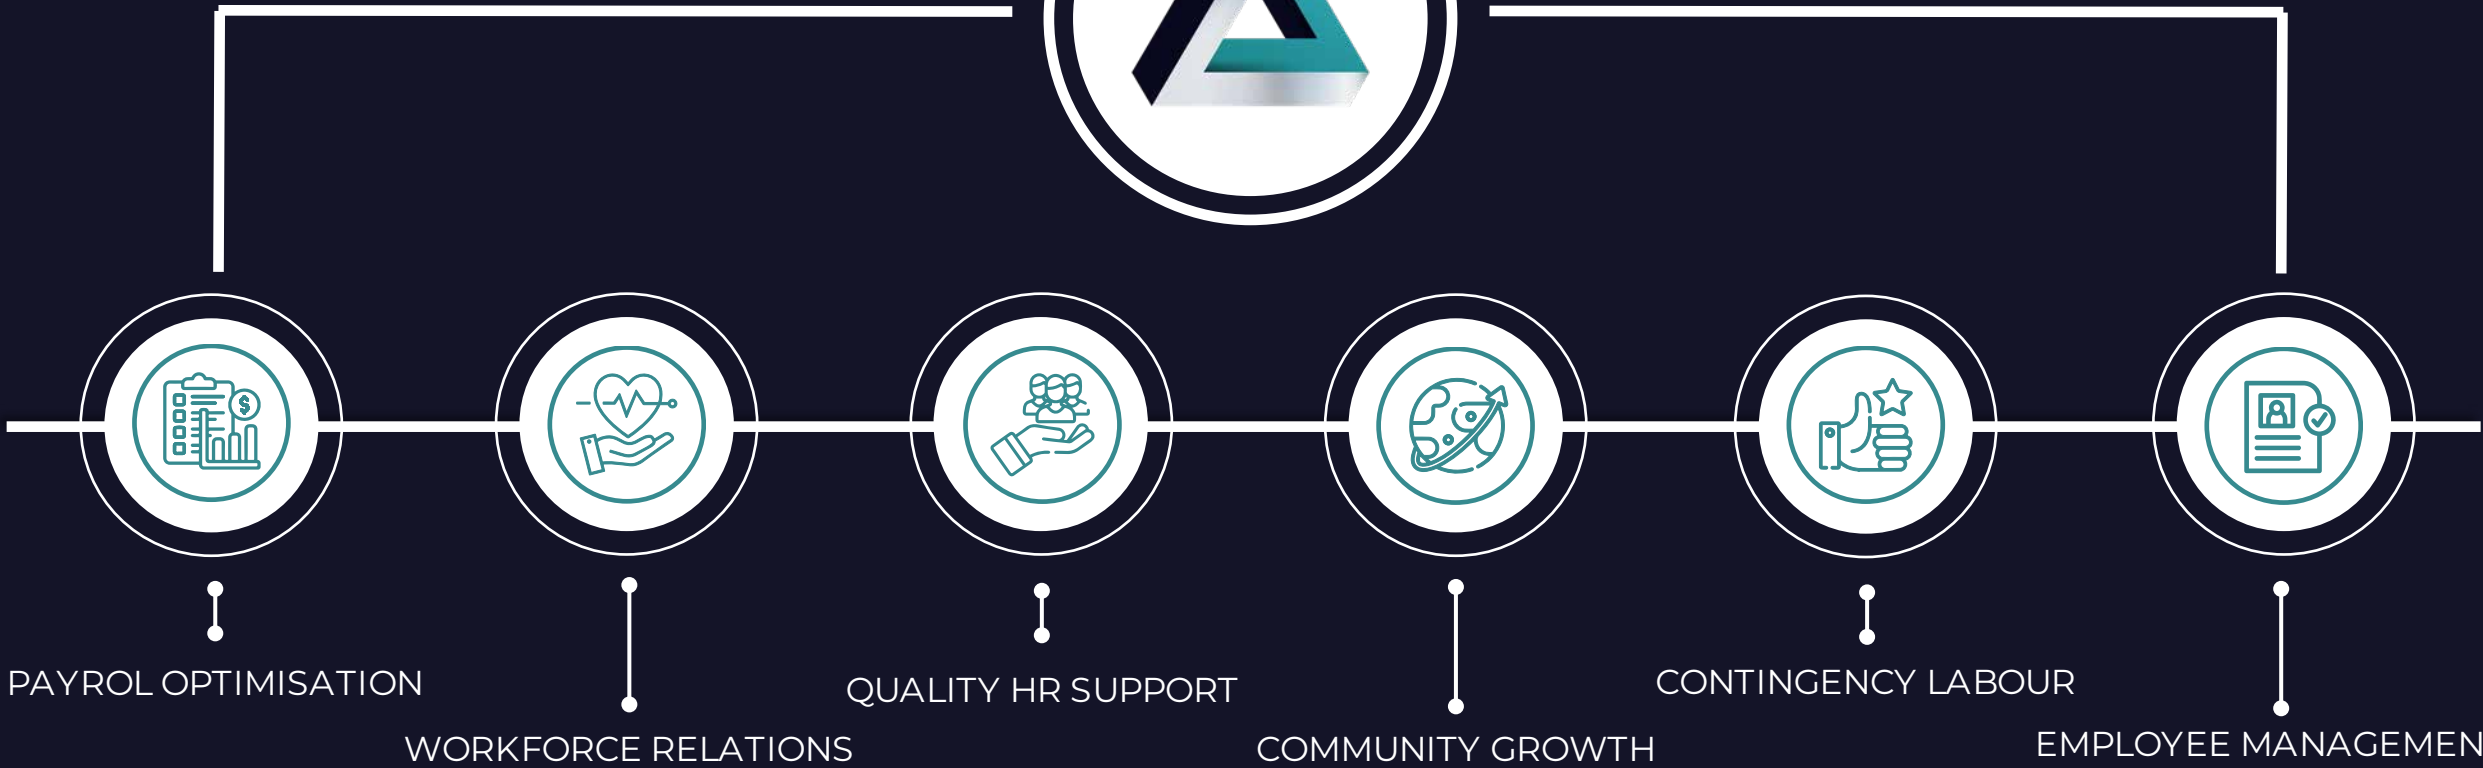 PAYROL OPTIMISATION
WORKFORCE RELATIONS
QUALITY HR SUPPORT
COMMUNITY GROWTH
CONTINGENCY LABOUR
EMPLOYEE MANAGEMEN
$